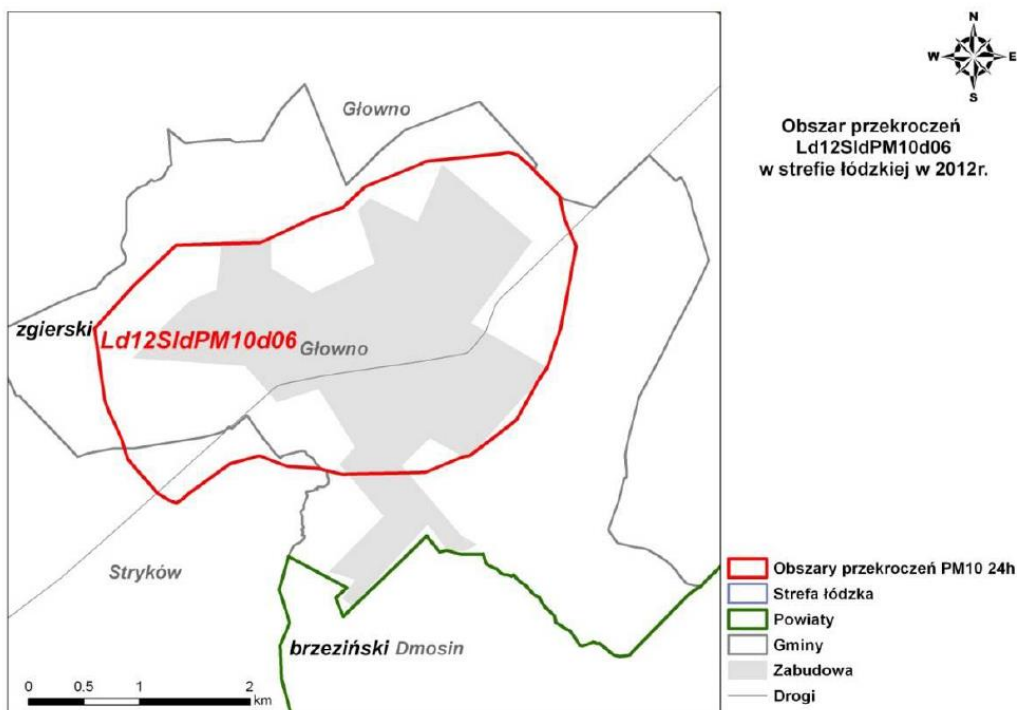 N
W E
S
Obszar przekroczeń
Ld12SldPM10d06
w strefie łódzkiej w 2012r.
Głowno
zgierski
Ld12SldPM10d06
Głowno
Stryków
brzeziński Dmosin
Obszary przekroczeń PM10 24h
Strefa łódzka
Powiaty
Gminy
Zabudowa
Drogi
0 0.5 1 2
km